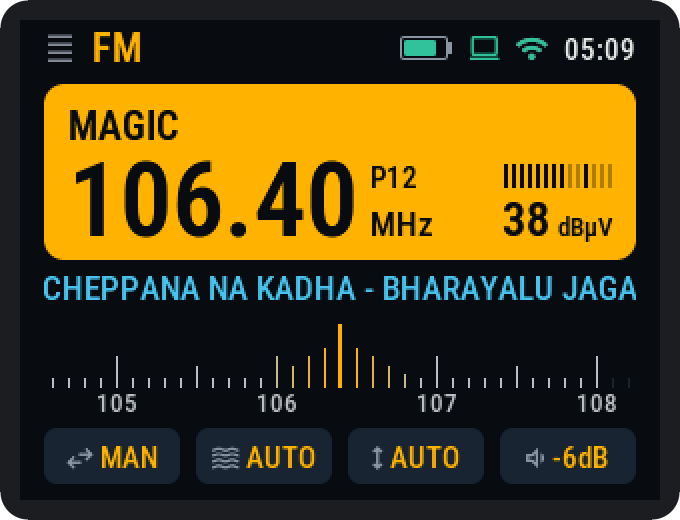 FM 05:09
MAGIC
106.40 P12 MHz 38 dBµV
CHEPPANA NA KADHA - BHARAYALU JAGA
105 106 107 108
MAN AUTO AUTO -6dB